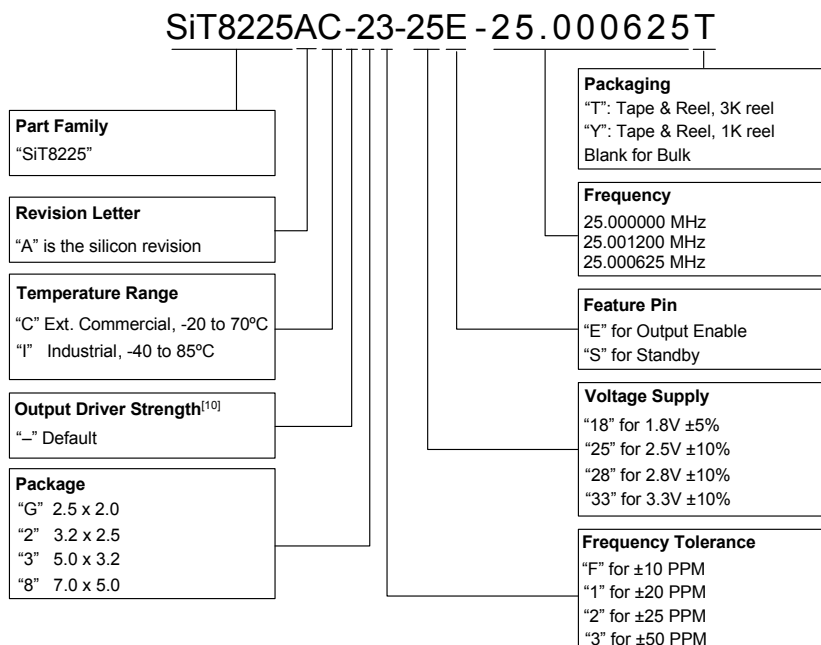 SiT8225AC-23-25E-25.000625T
Part Family
“SiT8225”
Revision Letter
“A” is the silicon revision
Temperature Range
“C” Ext. Commercial, -20 to 70ºC
“I” Industrial, -40 to 85ºC
Output Driver Strength[10]
“–” Default
Package
“G” 2.5 x 2.0
“2” 3.2 x 2.5
“3” 5.0 x 3.2
“8” 7.0 x 5.0
Packaging
“T”: Tape & Reel, 3K reel
“Y”: Tape & Reel, 1K reel
Blank for Bulk
Frequency
25.000000 MHz
25.001200 MHz
25.000625 MHz
Feature Pin
“E” for Output Enable
“S” for Standby
Voltage Supply
“18” for 1.8V ±5%
“25” for 2.5V ±10%
“28” for 2.8V ±10%
“33” for 3.3V ±10%
Frequency Tolerance
“F” for ±10 PPM
“1” for ±20 PPM
“2” for ±25 PPM
“3” for ±50 PPM